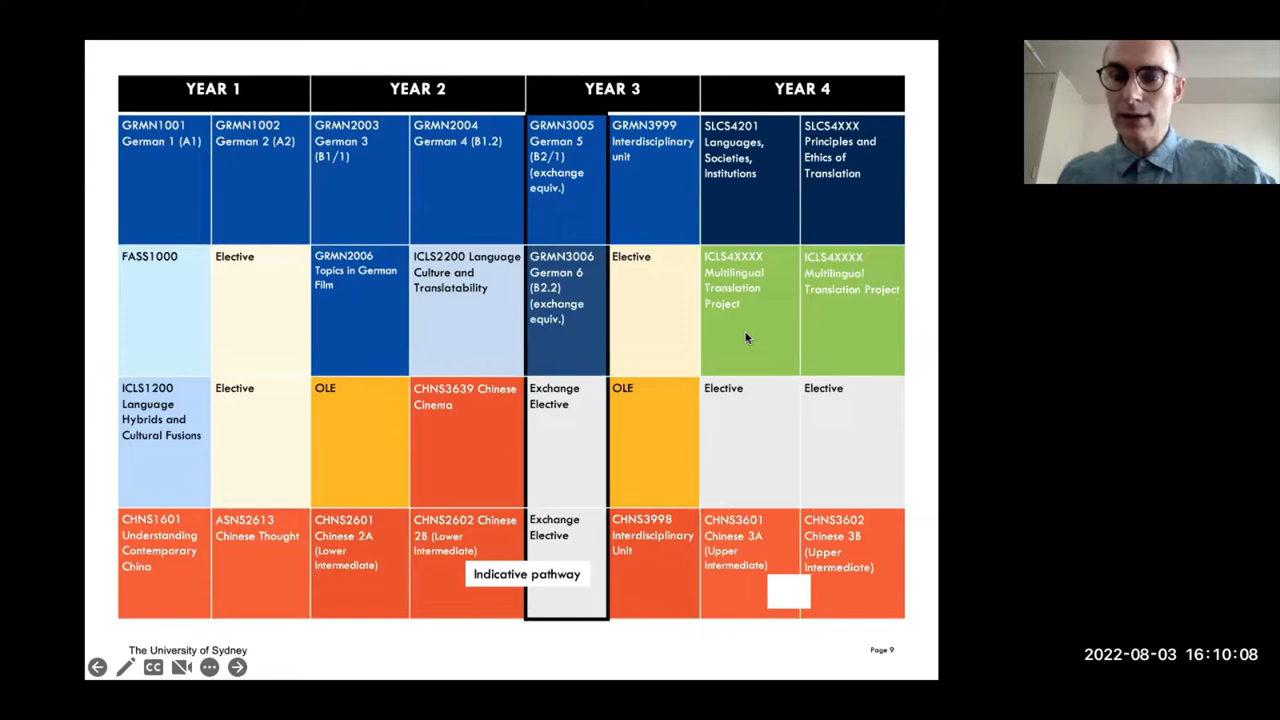 YEAR 1
YEAR 2
YEAR 3
YEAR 4
GRMN1001
German 1 (A1)
GRMN1002
German 2 (A2)
GRMN2003
German 3
(B1/1)
GRMN2004
German 4 (B1.2)
GRMN3005
German 5
(B2/1)
(exchange
equiv.)
GRMN3999
Interdisciplinary
unit
SLCS4201
Languages,
Societies,
Institutions
SLCS4XXX
Principles and
Ethics of
Translation
FASS1000
Elective
GRMN2006
Topics in German
Film
ICLS2200 Language
Culture and
Translatability
GRMN3006
German 6
(B2.2)
(exchange
equiv.)
Elective
ICLS4XXXX
Multilingual
Translation
Project
ICLS4XXXX
Multilingual
Translation Project
ICLS1200
Language
Hybrids and
Cultural Fusions
Elective
OLE
CHNS3639 Chinese
Cinema
Exchange
Elective
OLE
Elective
Elective
CHNS1601
Understanding
Contemporary
China
ASNS2613
Chinese Thought
CHNS2601
Chinese 2A
(Lower
Intermediate)
CHNS2602 Chinese
2B (Lower
Intermediate)
Exchange
Elective
CHNS3998
Interdisciplinary
Unit
CHNS3601
Chinese 3A
(Upper
Intermediate)
CHNS3602
Chinese 3B
(Upper
Intermediate)
Indicative pathway
The University of Sydney
Page 9
CC
2022-08-03 16:10:08